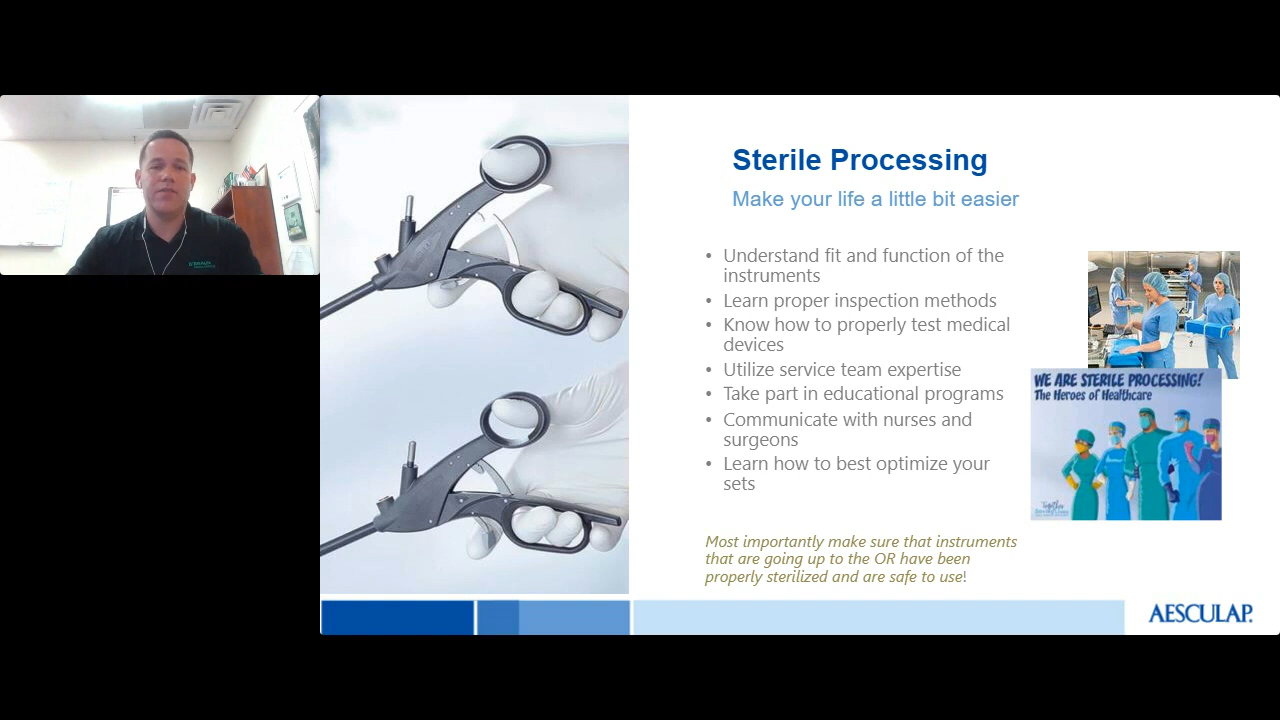 Sterile Processing
Make your life a little bit easier
• Understand fit and function of the
instruments
• Learn proper inspection methods
• Know how to properly test medical
devices
• Utilize service team expertise
• Take part in educational programs
• Communicate with nurses and
surgeons
• Learn how to best optimize your
sets
WE ARE STERILE PROCESSING!
The Heroes of Healthcare
Together
Most importantly make sure that instruments
that are going up to the OR have been
properly sterilized and are safe to use!
AESCULAP.